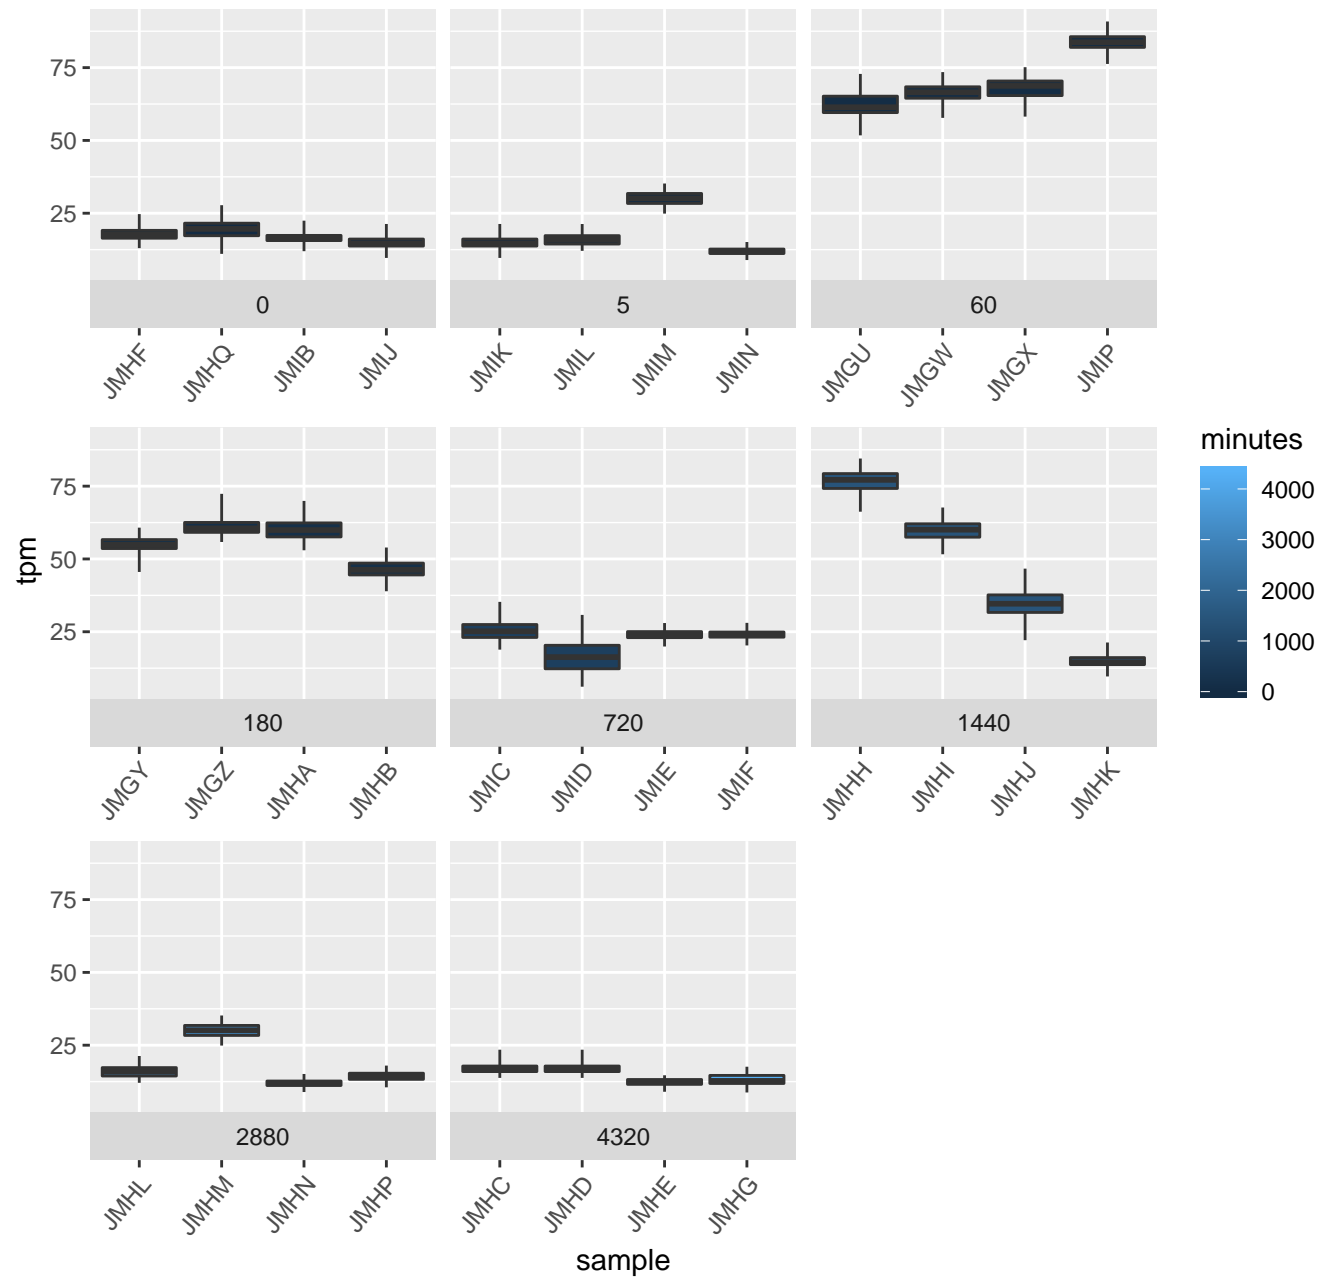 75
50
25
0
5
60
JMHF
JMHQ
JMIB
JMIJ
JMIK
JMIL
JMIM
JMIN
JMGU
JMGW
JMGX
JMIP
tpm
75
50
25
180
720
1440
JMGY
JMGZ
JMHA
JMHB
JMIC
JMID
JMIE
JMIF
JMHH
JMHI
JMHJ
JMHK
minutes
4000
3000
2000
1000
0
75
50
25
2880
4320
JMHL
JMHM
JMHN
JMHP
JMHC
JMHD
JMHE
JMHG
sample